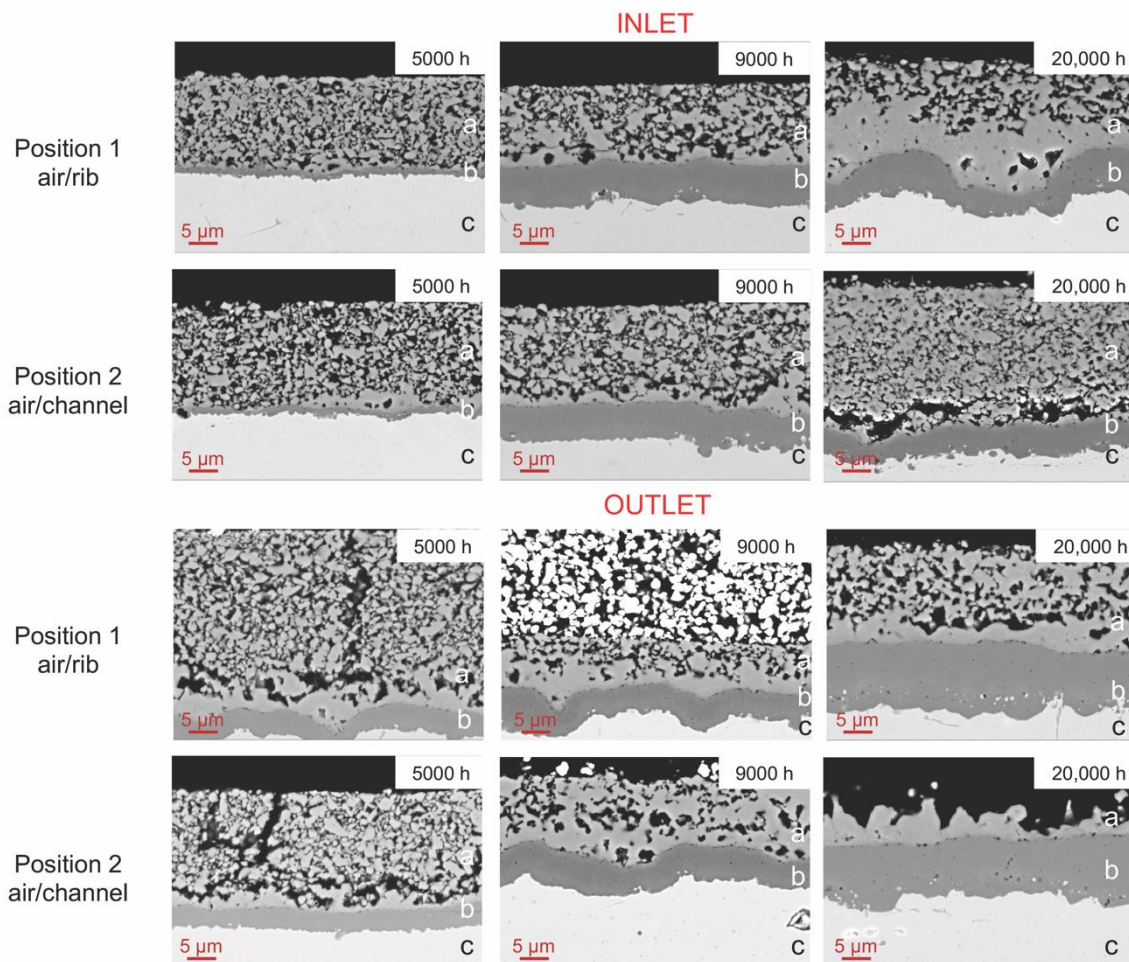 INLET
5000 h
9000 h
20,000 h
Position 1
air/rib
a
b
c
5 µm
a
b
c
5 µm
a
b
c
5 µm
5000 h
9000 h
20,000 h
Position 2
air/channel
a
b
c
5 µm
a
b
c
5 µm
a
b
c
5 µm
OUTLET
5000 h
9000 h
20,000 h
Position 1
air/rib
a
b
5 µm
a
b
c
5 µm
a
b
c
5 µm
5000 h
9000 h
20,000 h
Position 2
air/channel
a
b
c
5 µm
a
b
c
5 µm
a
b
c
5 µm